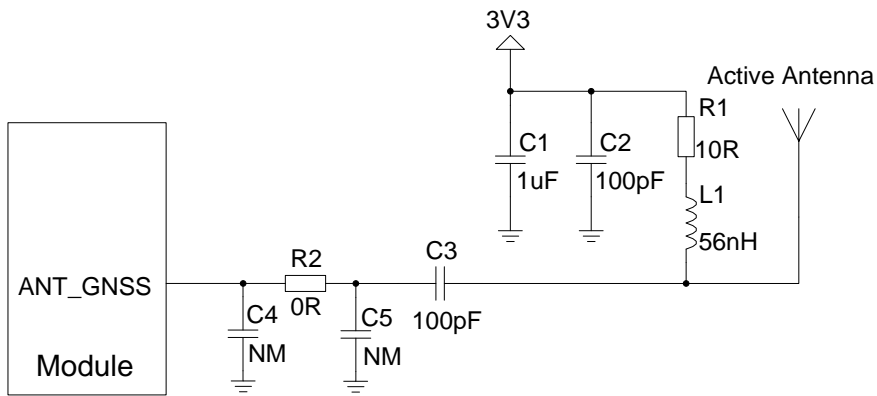 3V3
Active Antenna
R1
10R
C1
1uF
C2
100pF
L1
56nH
C3
100pF
R2
0R
ANT_GNSS
C4
NM
C5
NM
Module